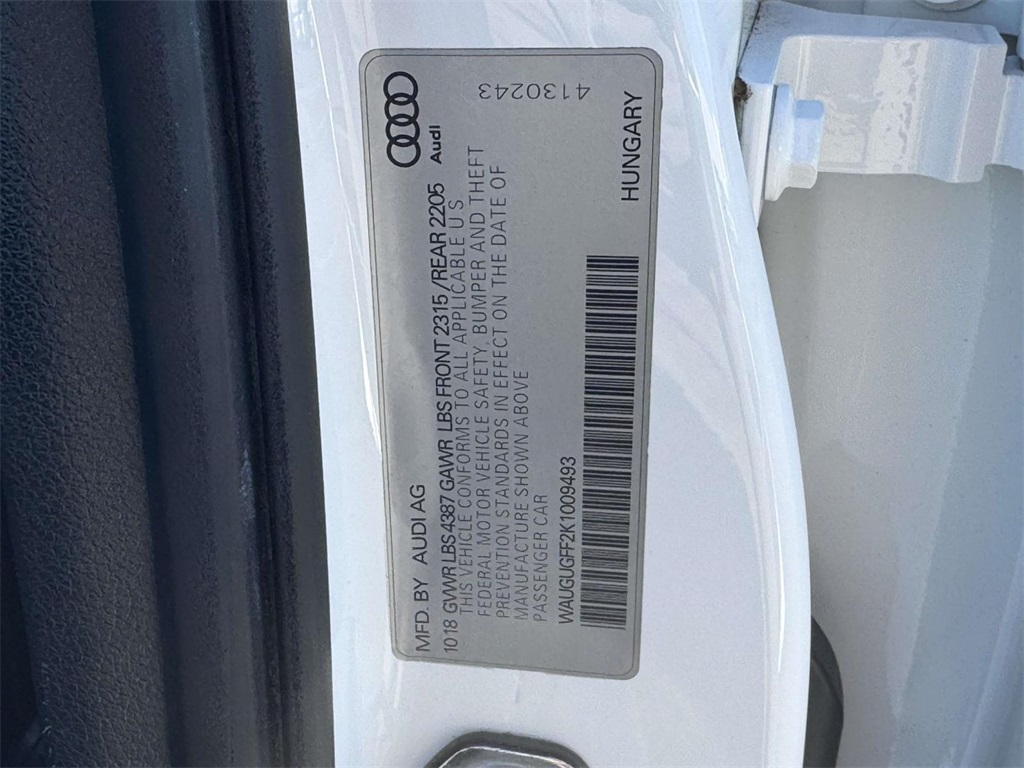 MFD. BY AUDI AG
Audi
1018 GVWR LBS 4387 GAWR LBS FRONT 2315/REAR 2205
THIS VEHICLE CONFORMS TO ALL APPLICABLE U S
FEDERAL MOTOR VEHICLE SAFETY, BUMPER AND THEFT
PREVENTION STANDARDS IN EFFECT ON THE DATE OF
MANUFACTURE SHOWN ABOVE
PASSENGER CAR
WAUGUGFF2K1009493
4130243
HUNGARY